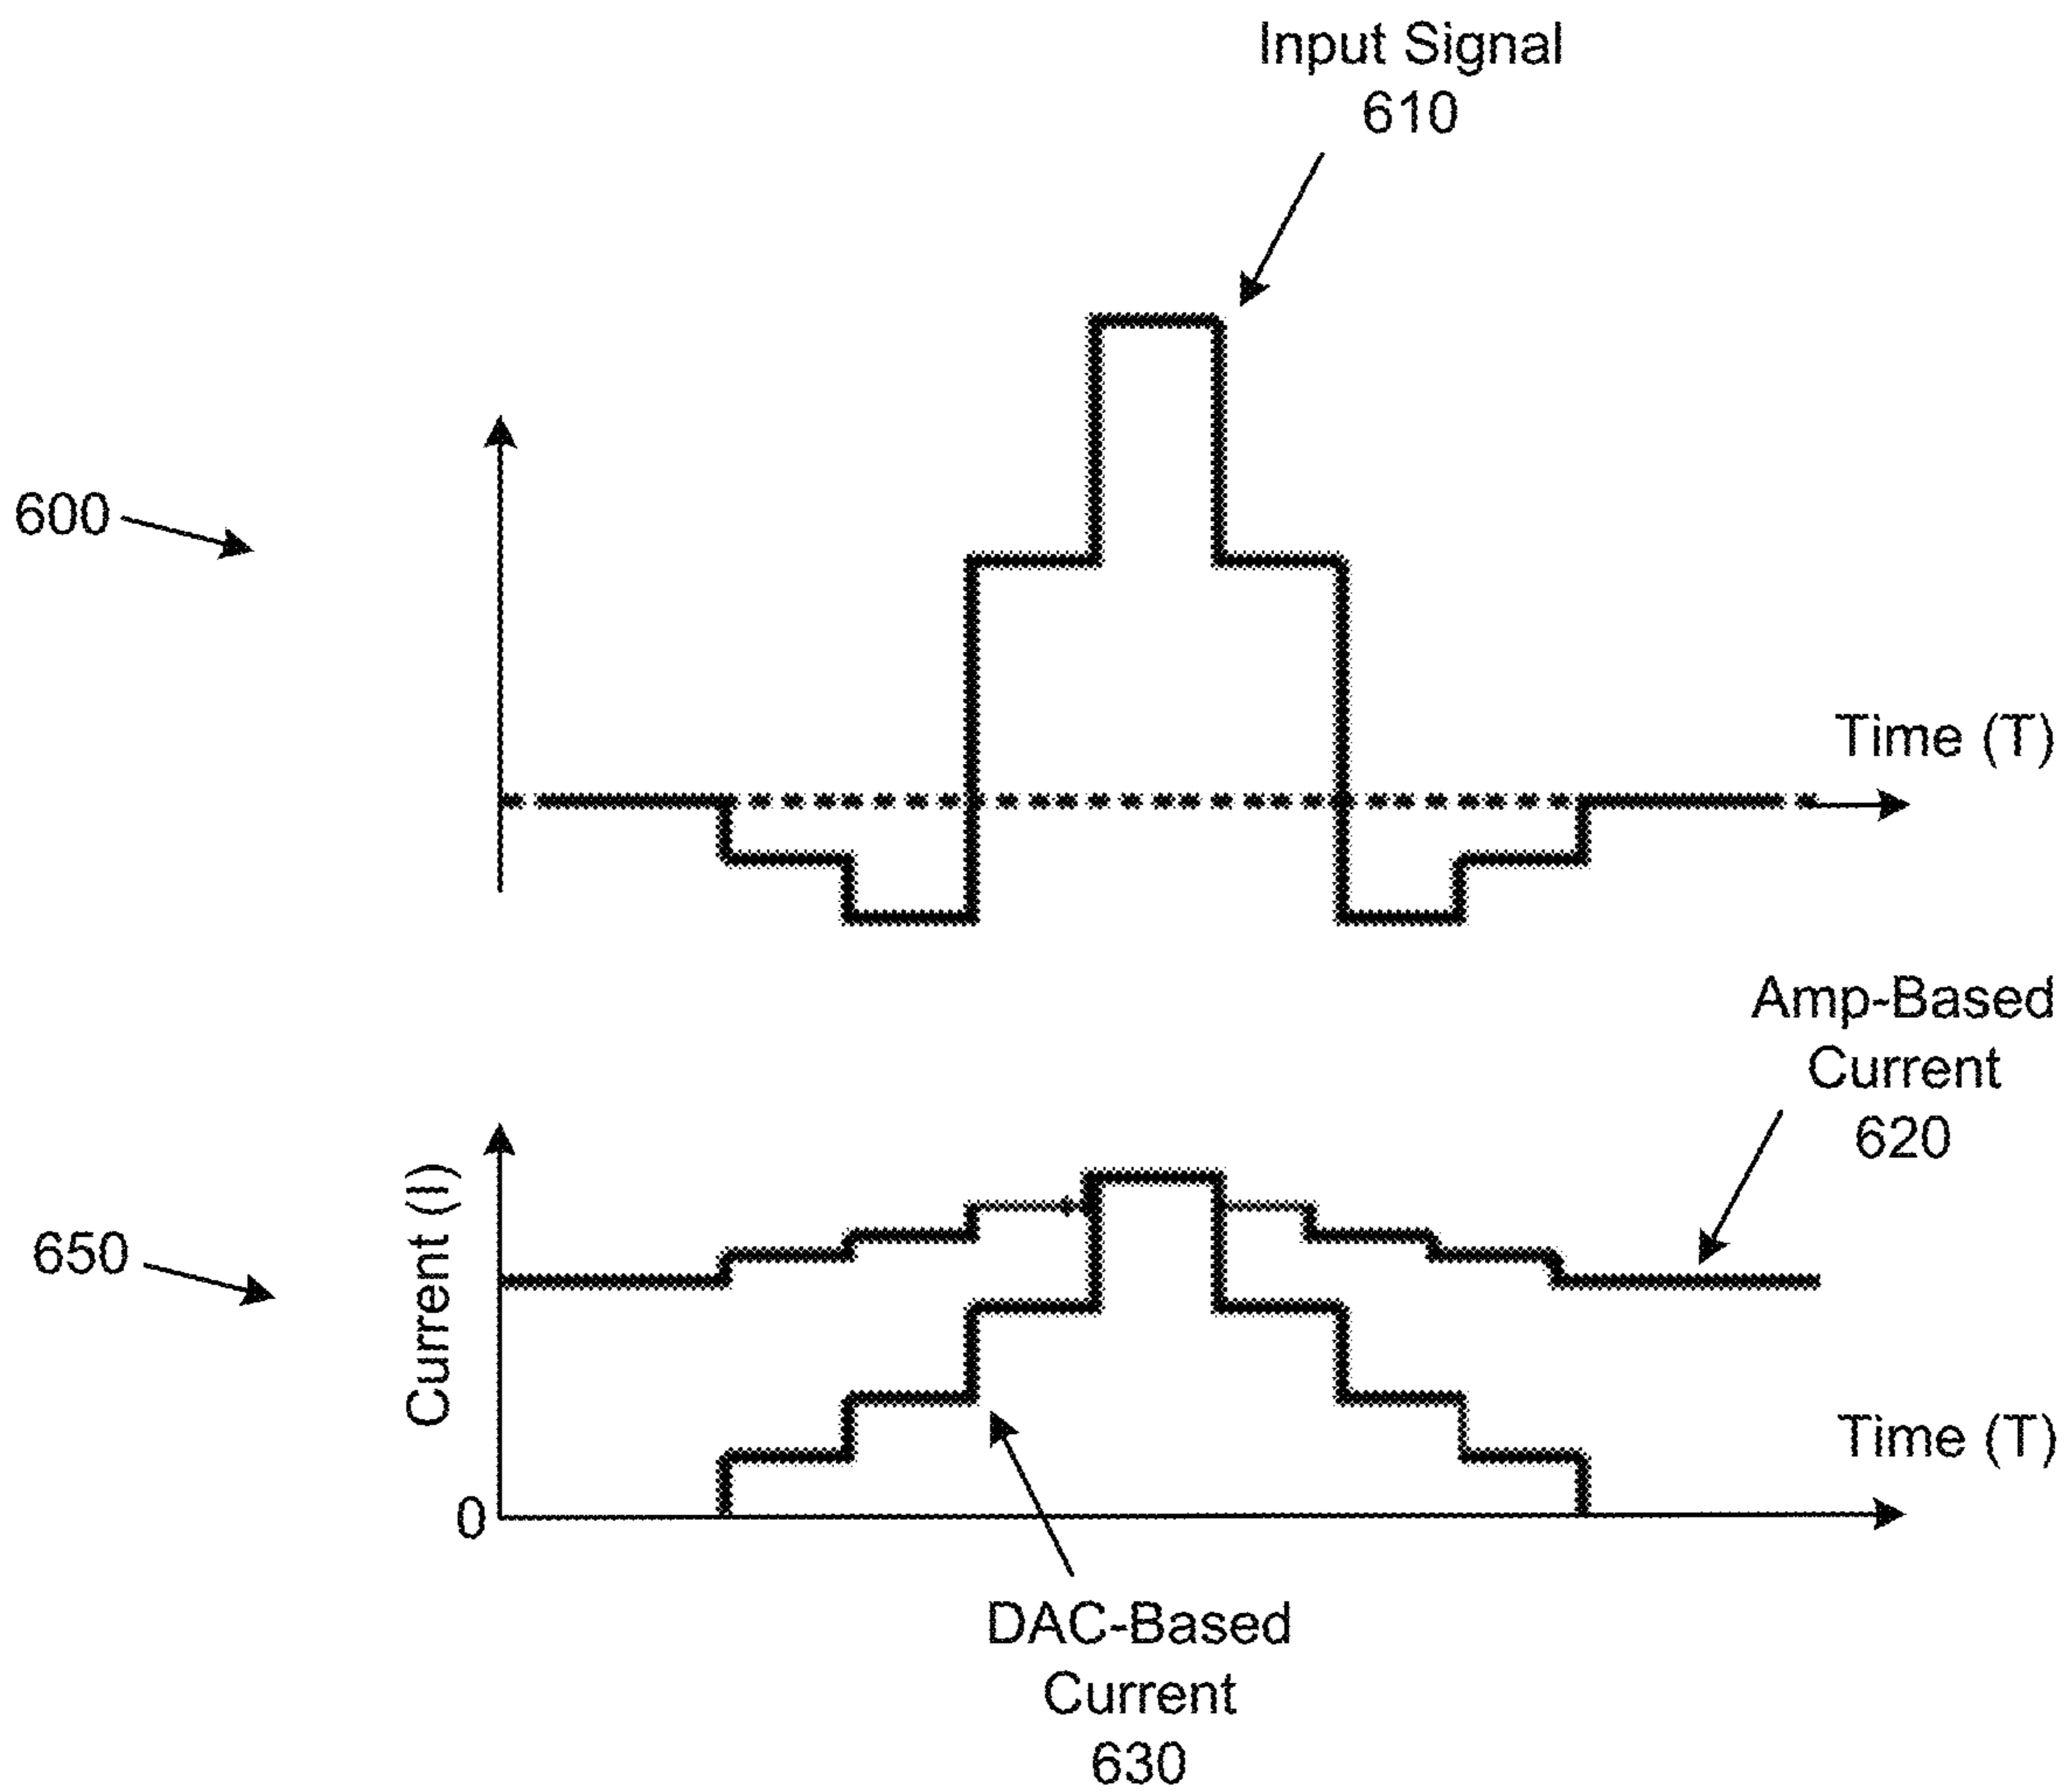 Input Signal
610
600
Time (T)
Amp-Based
Current
620
Current (I)
650
Time (T)
0
DAC-Based
Current
630